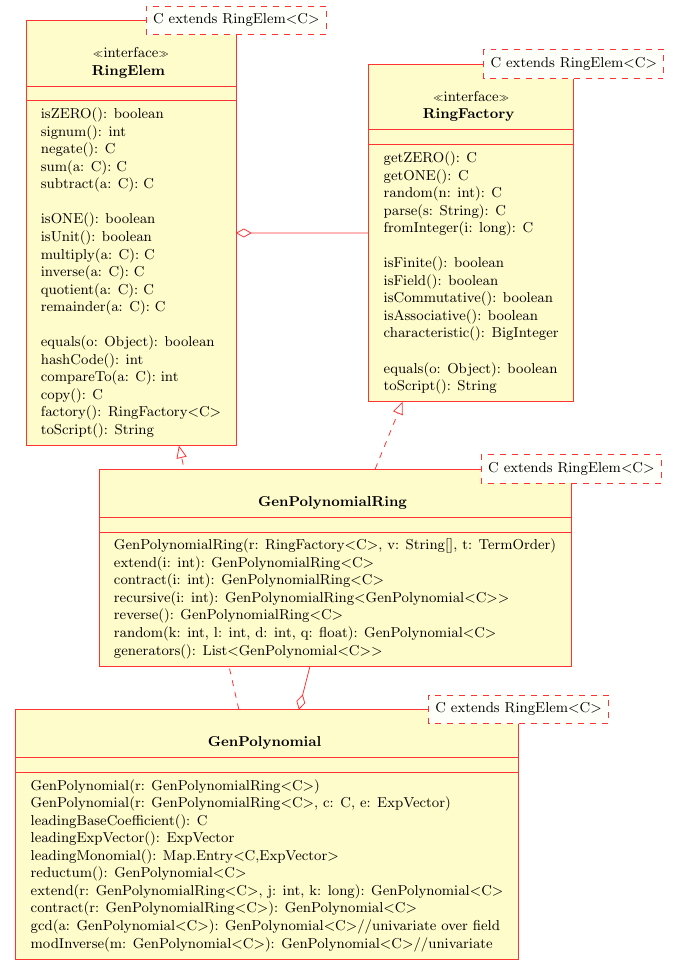 C extends RingElem<C>
≪interface≫
RingElem
isZERO(): boolean
signum(): int
negate(): C
sum(a: C): C
subtract(a: C): C
isONE(): boolean
isUnit(): boolean
multiply(a: C): C
inverse(a: C): C
quotient(a: C): C
remainder(a: C): C
equals(o: Object): boolean
hashCode(): int
compareTo(a: C): int
copy(): C
factory(): RingFactory<C>
toScript(): String
C extends RingElem<C>
≪interface≫
RingFactory
getZERO(): C
getONE(): C
random(n: int): C
parse(s: String): C
fromInteger(i: long): C
isFinite(): boolean
isField(): boolean
isCommutative(): boolean
isAssociative(): boolean
characteristic(): BigInteger
equals(o: Object): boolean
toScript(): String
C extends RingElem<C>
GenPolynomialRing
GenPolynomialRing(r: RingFactory<C>, v: String[], t: TermOrder)
extend(i: int): GenPolynomialRing<C>
contract(i: int): GenPolynomialRing<C>
recursive(i: int): GenPolynomialRing<GenPolynomial<C>>
reverse(): GenPolynomialRing<C>
random(k: int, l: int, d: int, q: float): GenPolynomial<C>
generators(): List<GenPolynomial<C>>
C extends RingElem<C>
GenPolynomial
GenPolynomial(r: GenPolynomialRing<C>)
GenPolynomial(r: GenPolynomialRing<C>, c: C, e: ExpVector)
leadingBaseCoefficient(): C
leadingExpVector(): ExpVector
leadingMonomial(): Map.Entry<C,ExpVector>
reductum(): GenPolynomial<C>
extend(r: GenPolynomialRing<C>, j: int, k: long): GenPolynomial<C>
contract(r: GenPolynomialRing<C>): GenPolynomial<C>
gcd(a: GenPolynomial<C>): GenPolynomial<C>//univariate over field
modInverse(m: GenPolynomial<C>): GenPolynomial<C>//univariate